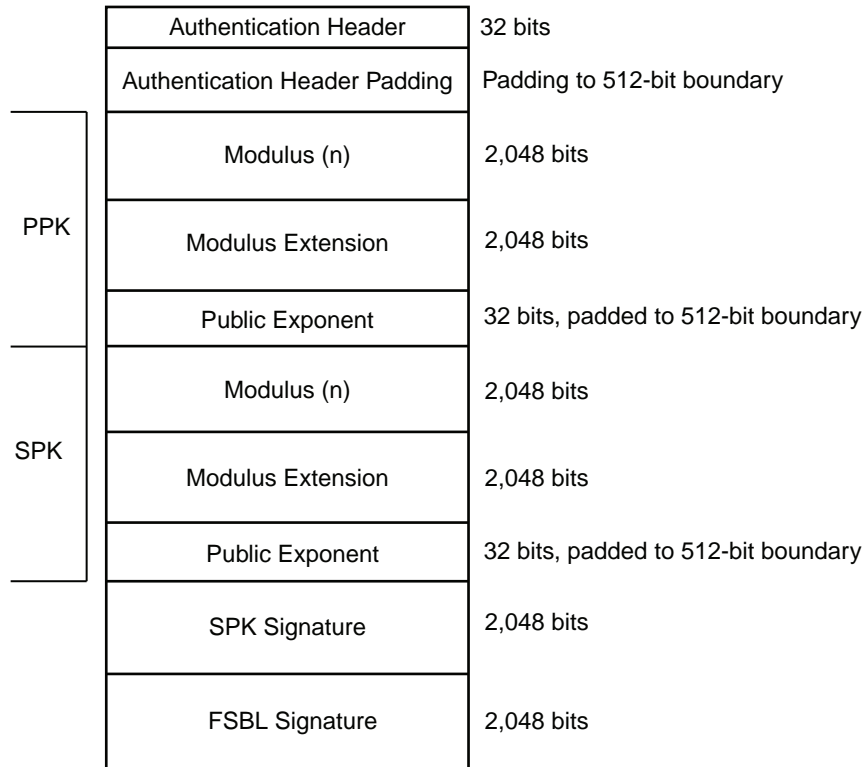 Authentication Header 32 bits
Authentication Header Padding Padding to 512-bit boundary
Modulus (n) 2,048 bits
PPK
Modulus Extension 2,048 bits
Public Exponent 32 bits, padded to 512-bit boundary
Modulus (n) 2,048 bits
SPK
Modulus Extension 2,048 bits
Public Exponent 32 bits, padded to 512-bit boundary
SPK Signature 2,048 bits
FSBL Signature 2,048 bits